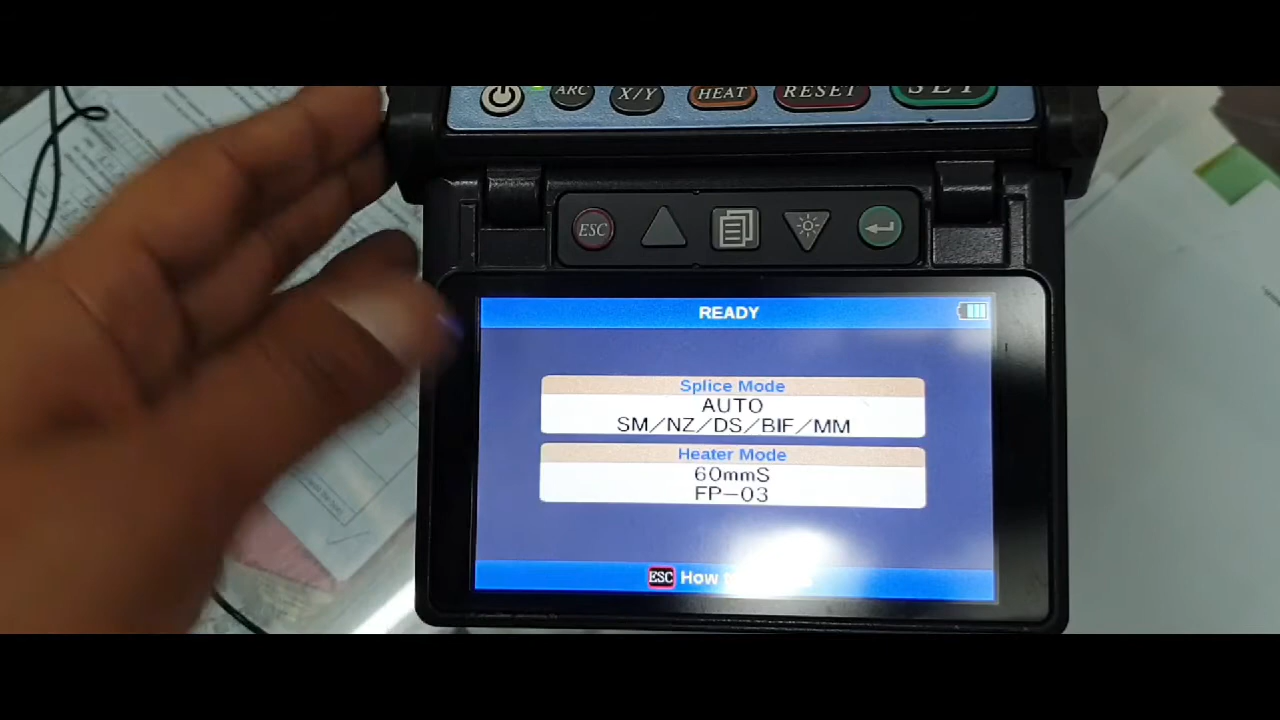 ARC
X/Y
HEAT
RESET
SET
ESC
READY
Splice Mode
AUTO
SM/NZ/DS/BIF/MM
Heater Mode
60mmS
FP-03
ESC How